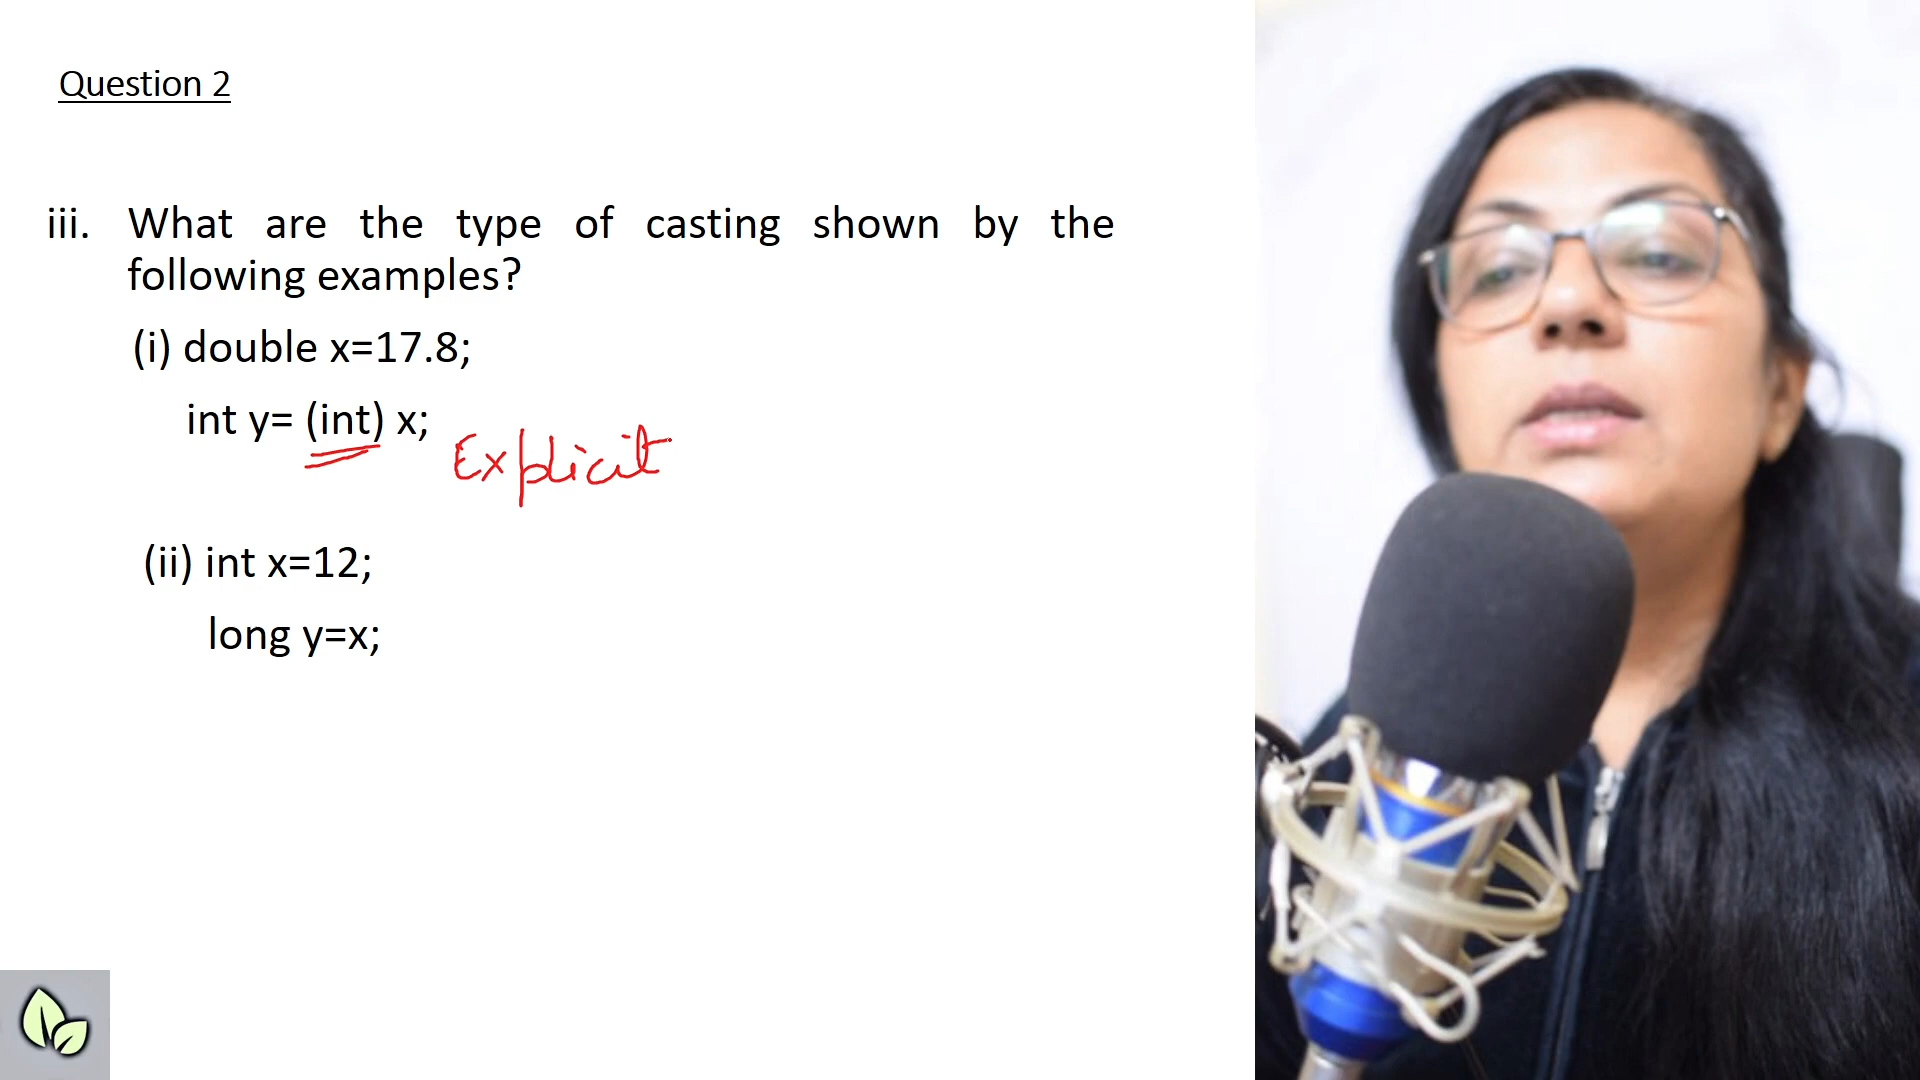 Question 2
iii. What are the type of casting shown by the
following examples?
(i) double x=17.8;
int y= (int) x;
Explicit
(ii) int x=12;
long y=x;